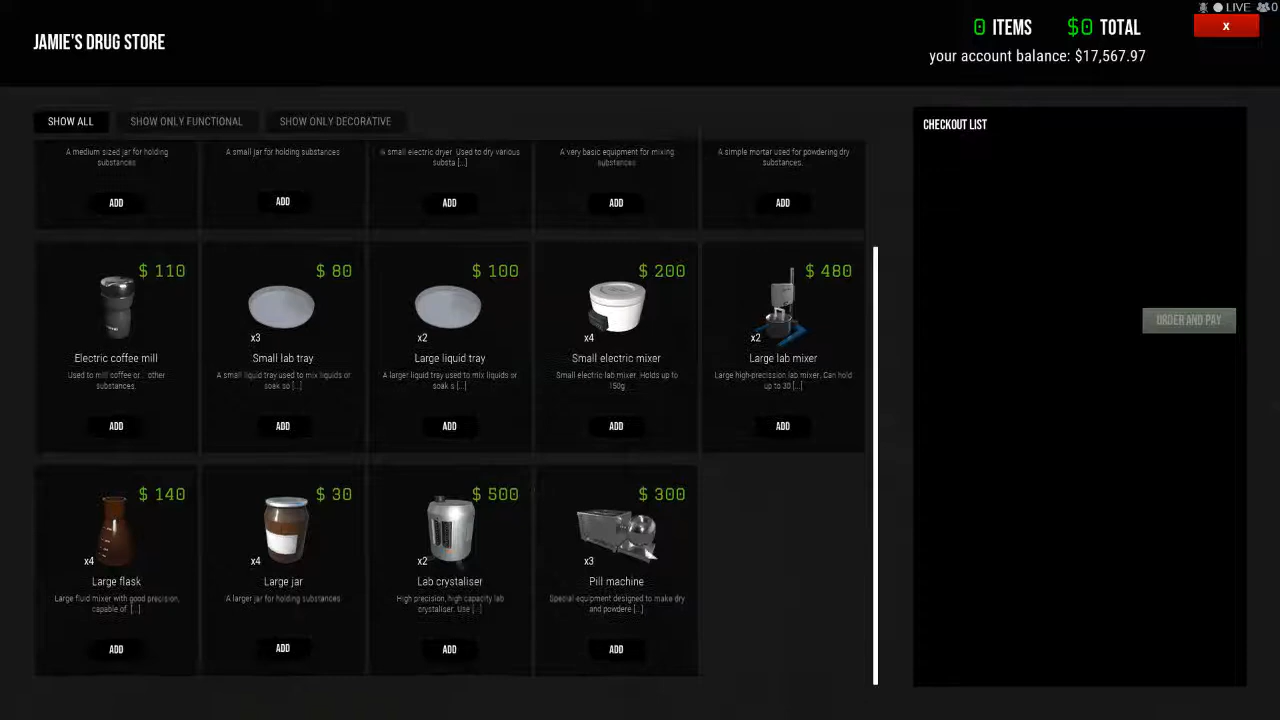 LIVE 0
0 ITEMS $0 TOTAL
X
JAMIE'S DRUG STORE
your account balance: $17,567.97
SHOW ALL SHOW ONLY FUNCTIONAL SHOW ONLY DECORATIVE
CHECKOUT LIST
A medium sized jar for holding
substances
A small jar for holding substances
small electric dryer. Used to dry various
substa [...]
A very basic equipment for mixing
substances
A simple mortar used for powdering dry
substances.
ADD ADD ADD ADD ADD
$ 110
Electric coffee mill
Used to mill coffee or... other
substances.
ADD
$ 80
x3
Small lab tray
A small liquid tray used to mix liquids or
soak so [...]
ADD
$ 100
x2
Large liquid tray
A larger liquid tray used to mix liquids or
soak s [...]
ADD
$ 200
x4
Small electric mixer
Small electric lab mixer. Holds up to
150g
ADD
$ 480
x2
Large lab mixer
Large high-precission lab mixer. Can hold
up to 30 [...]
ADD
ORDER AND PAY
$ 140
x4
Large flask
Large fluid mixer with good precision,
capable of [...]
ADD
$ 30
x4
Large jar
A larger jar for holding substances
ADD
$ 500
x2
Lab crystaliser
High precision, high capacity lab
crystaliser. Use [...]
ADD
$ 300
x3
Pill machine
Special equipment designed to make dry
and powdere [...]
ADD